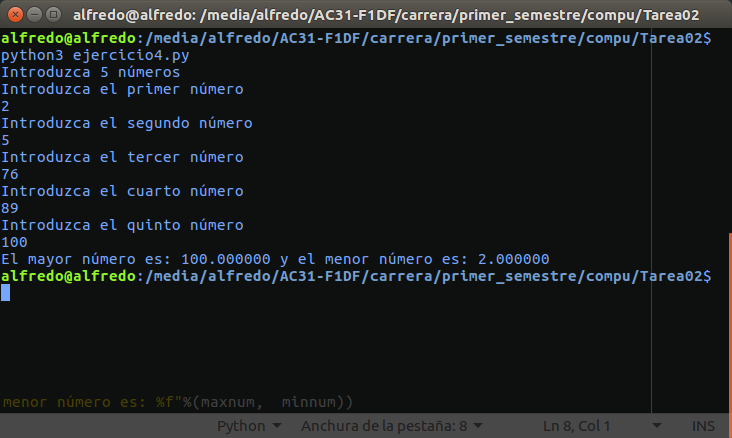 alfredo@alfredo: /media/alfredo/AC31-F1DF/carrera/primer_semestre/compu/Tarea02
alfredo@alfredo:/media/alfredo/AC31-F1DF/carrera/primer_semestre/compu/Tarea02$
python3 ejercicio4.py
Introduzca 5 números
Introduzca el primer número
2
Introduzca el segundo número
5
Introduzca el tercer número
76
Introduzca el cuarto número
89
Introduzca el quinto número
100
El mayor número es: 100.000000 y el menor número es: 2.000000
alfredo@alfredo:/media/alfredo/AC31-F1DF/carrera/primer_semestre/compu/Tarea02$
menor número es: %f"%(maxnum, minnum))
Python Anchura de la pestaña: 8 Ln 8, Col 1 INS